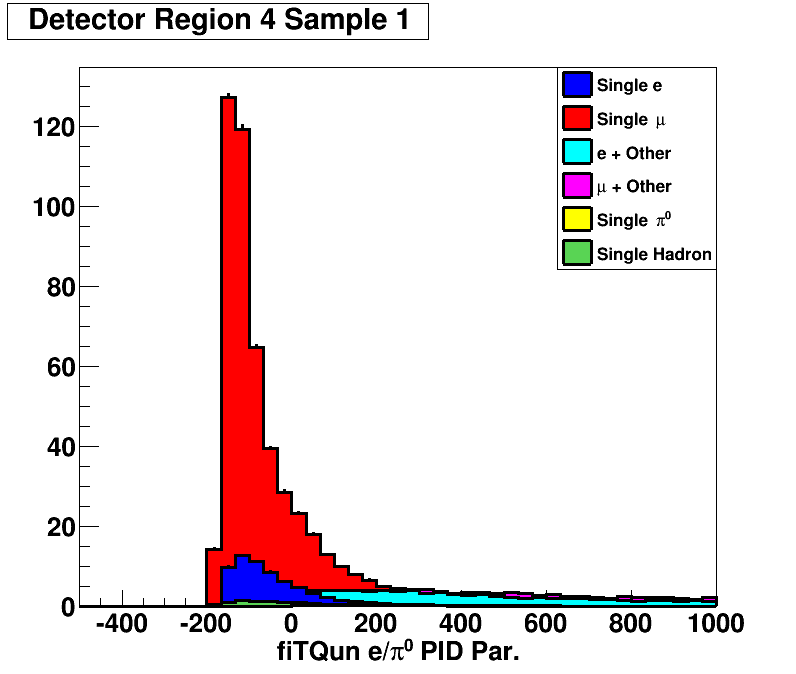 Detector Region 4 Sample 1
Single e
Single μ
e + Other
μ + Other
Single π⁰
Single Hadron
120
100
80
60
40
20
0
-400 -200 0 200 400 600 800 1000
fiTQun e/π⁰ PID Par.